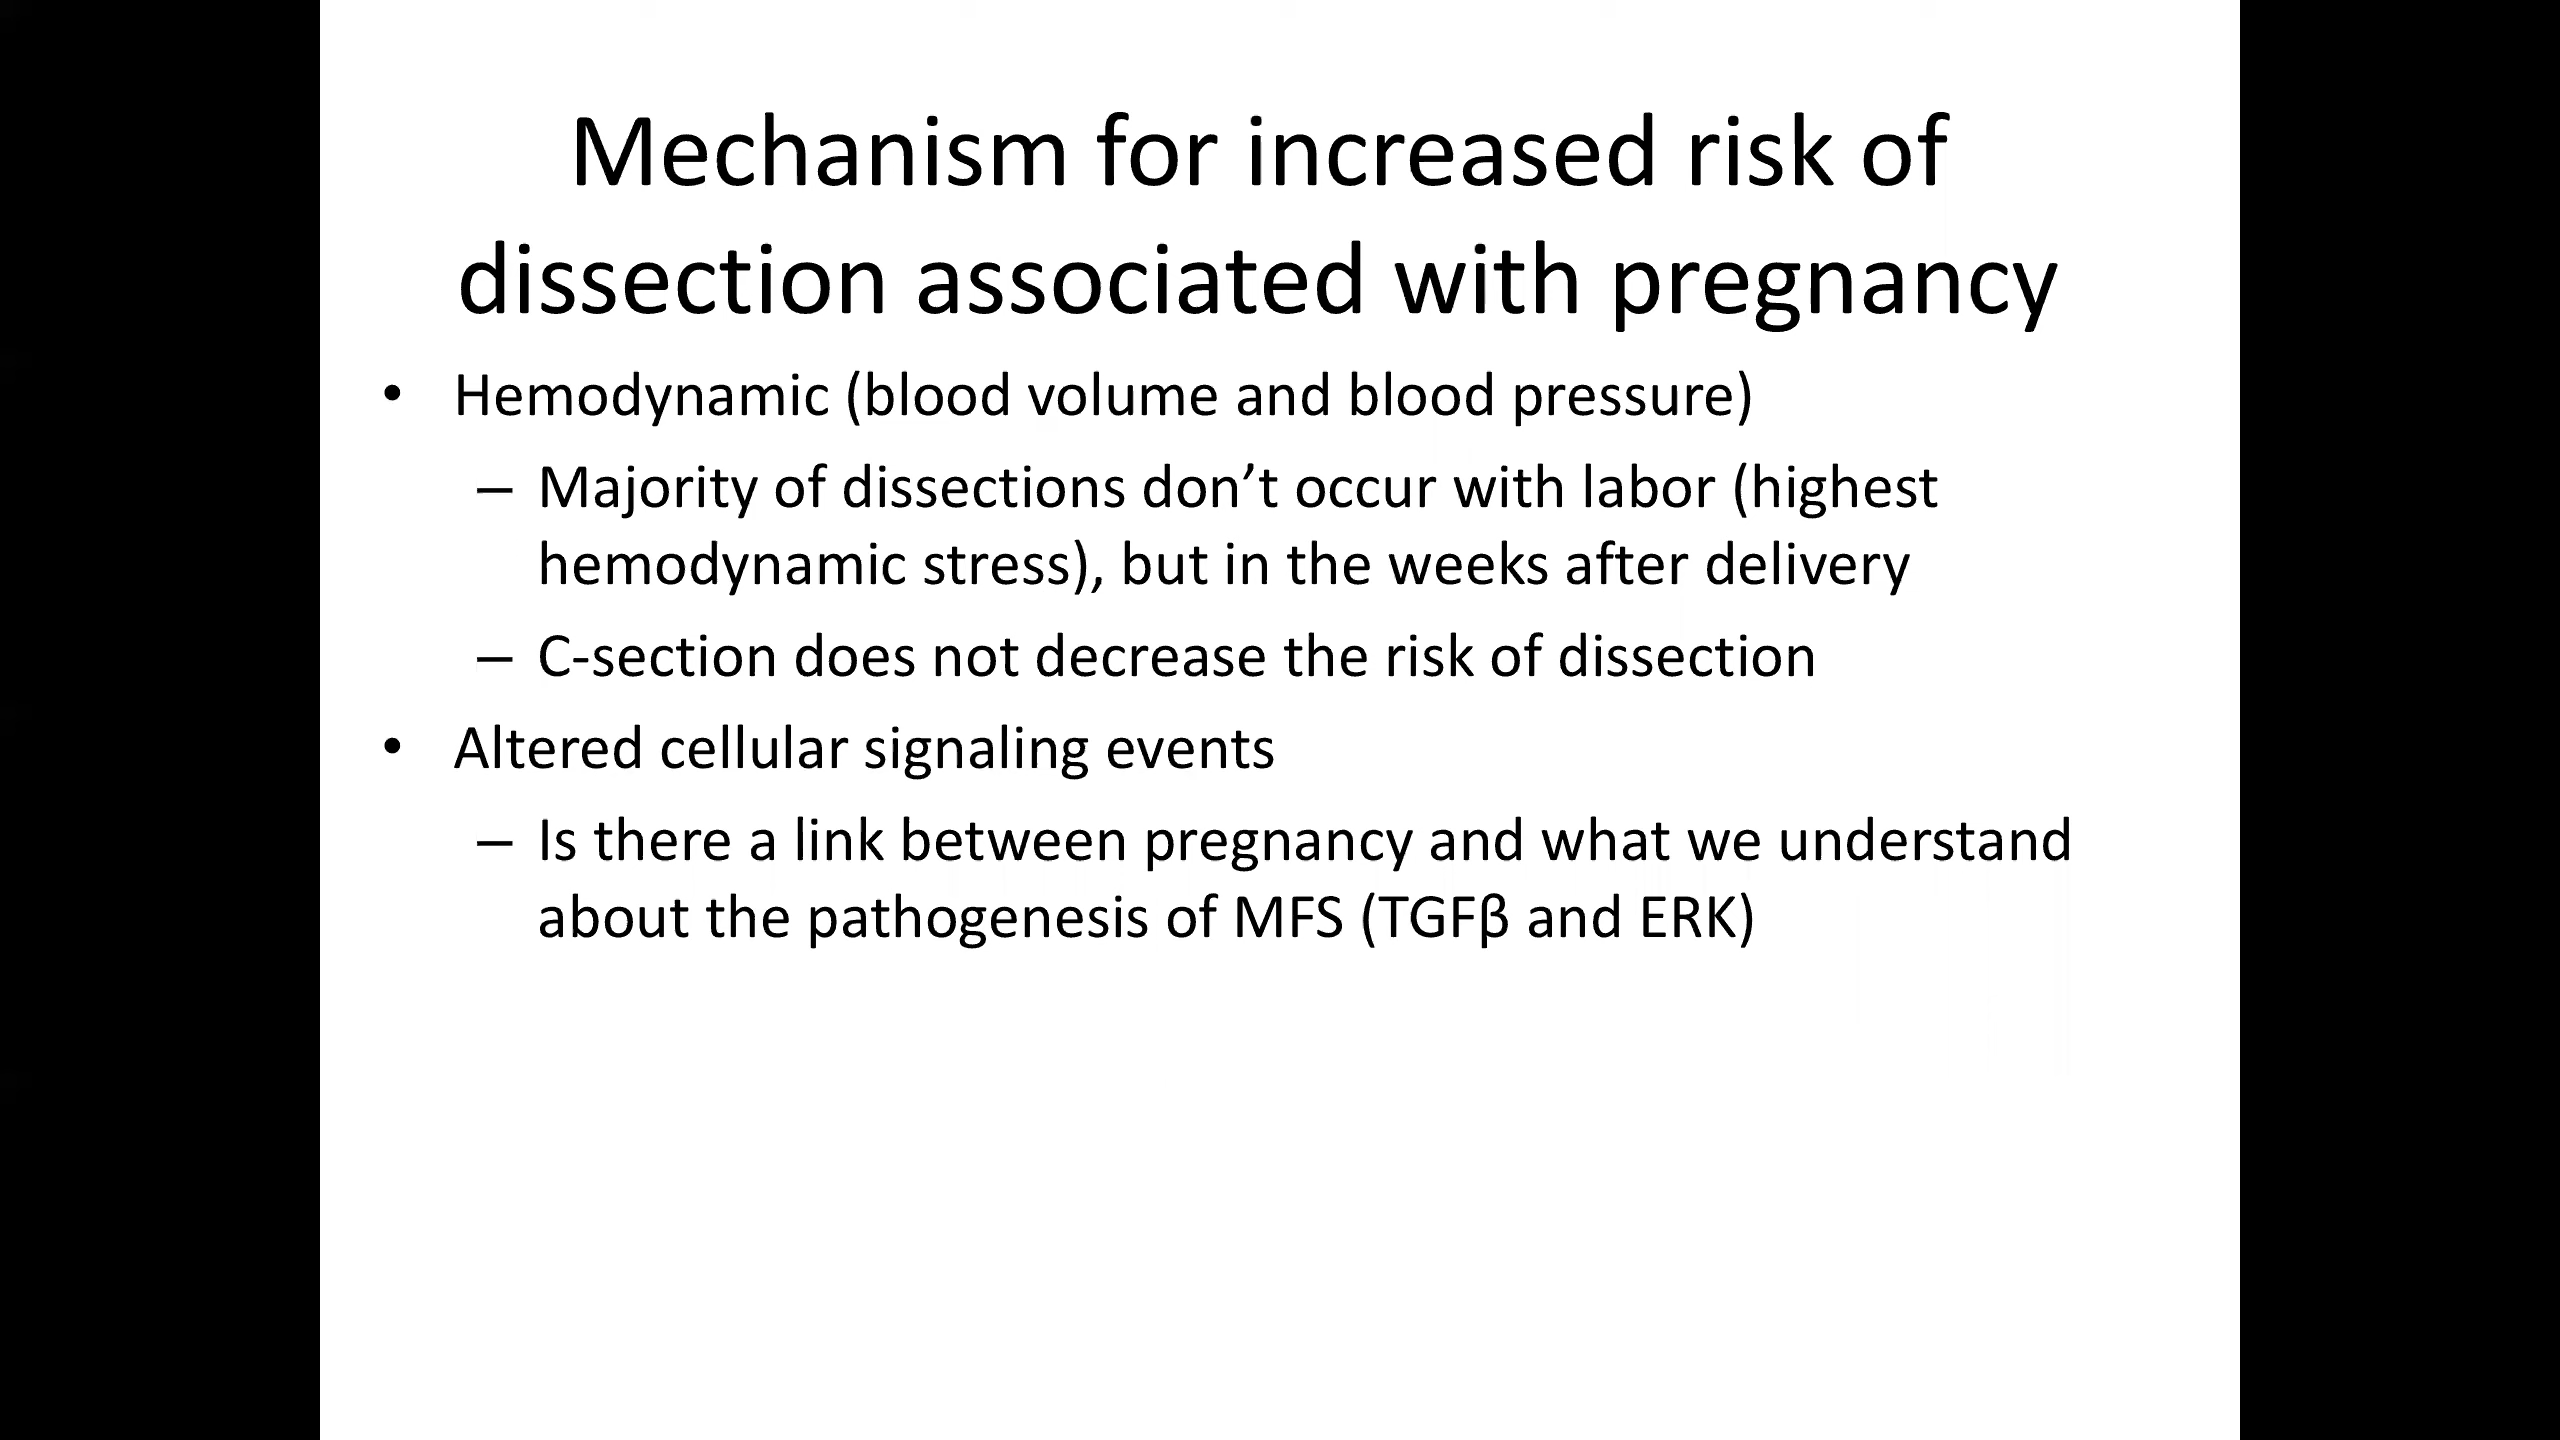 Mechanism for increased risk of
dissection associated with pregnancy
• Hemodynamic (blood volume and blood pressure)
– Majority of dissections don’t occur with labor (highest
hemodynamic stress), but in the weeks after delivery
– C-section does not decrease the risk of dissection
• Altered cellular signaling events
– Is there a link between pregnancy and what we understand
about the pathogenesis of MFS (TGFβ and ERK)